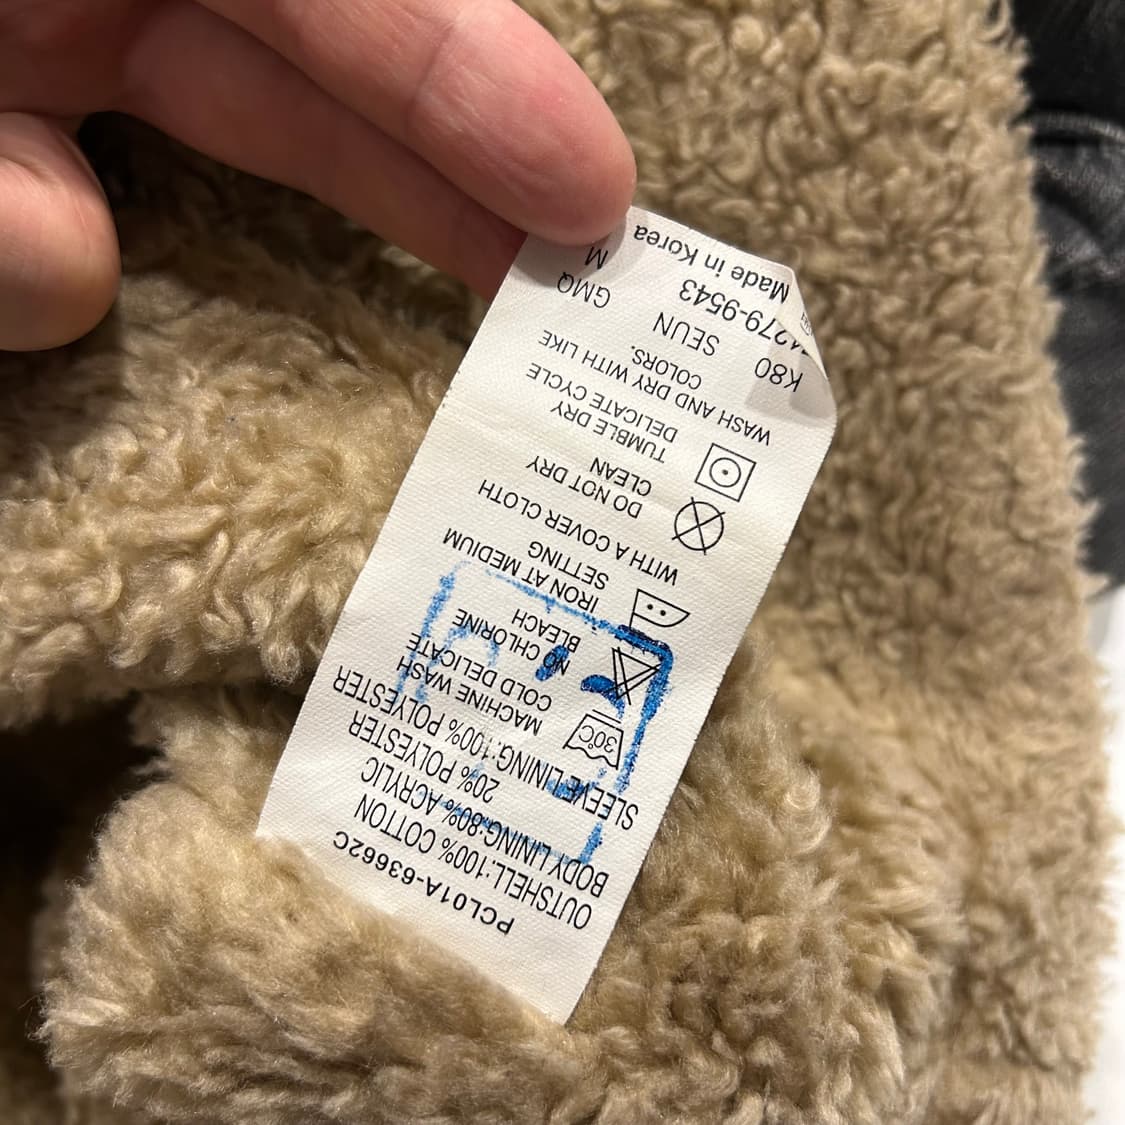 PCL01A-63662C
OUTSHELL:100% COTTON
BODY LINING:80% ACRYLIC
20% POLYESTER
SLEEVE LINING:100% POLYESTER
30°C
MACHINE WASH
COLD DELICATE
NO CHLORINE
BLEACH
IRON AT MEDIUM
SETTING
WITH A COVER CLOTH
DO NOT DRY
CLEAN
TUMBLE DRY
DELICATE CYCLE
WASH AND DRY WITH LIKE
COLORS.
K80 SEUN GMQ
279-9543 M
Made in Korea